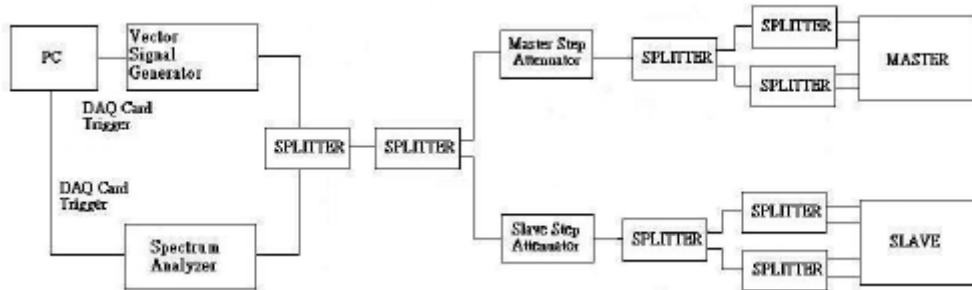 PC
Vector
Signal
Generator
DAQ Card
Trigger
DAQ Card
Trigger
Spectrum
Analyzer
SPLITTER
SPLITTER
Master Step
Attenuator
SPLITTER
SPLITTER
SPLITTER
MASTER
Slave Step
Attenuator
SPLITTER
SPLITTER
SPLITTER
SLAVE